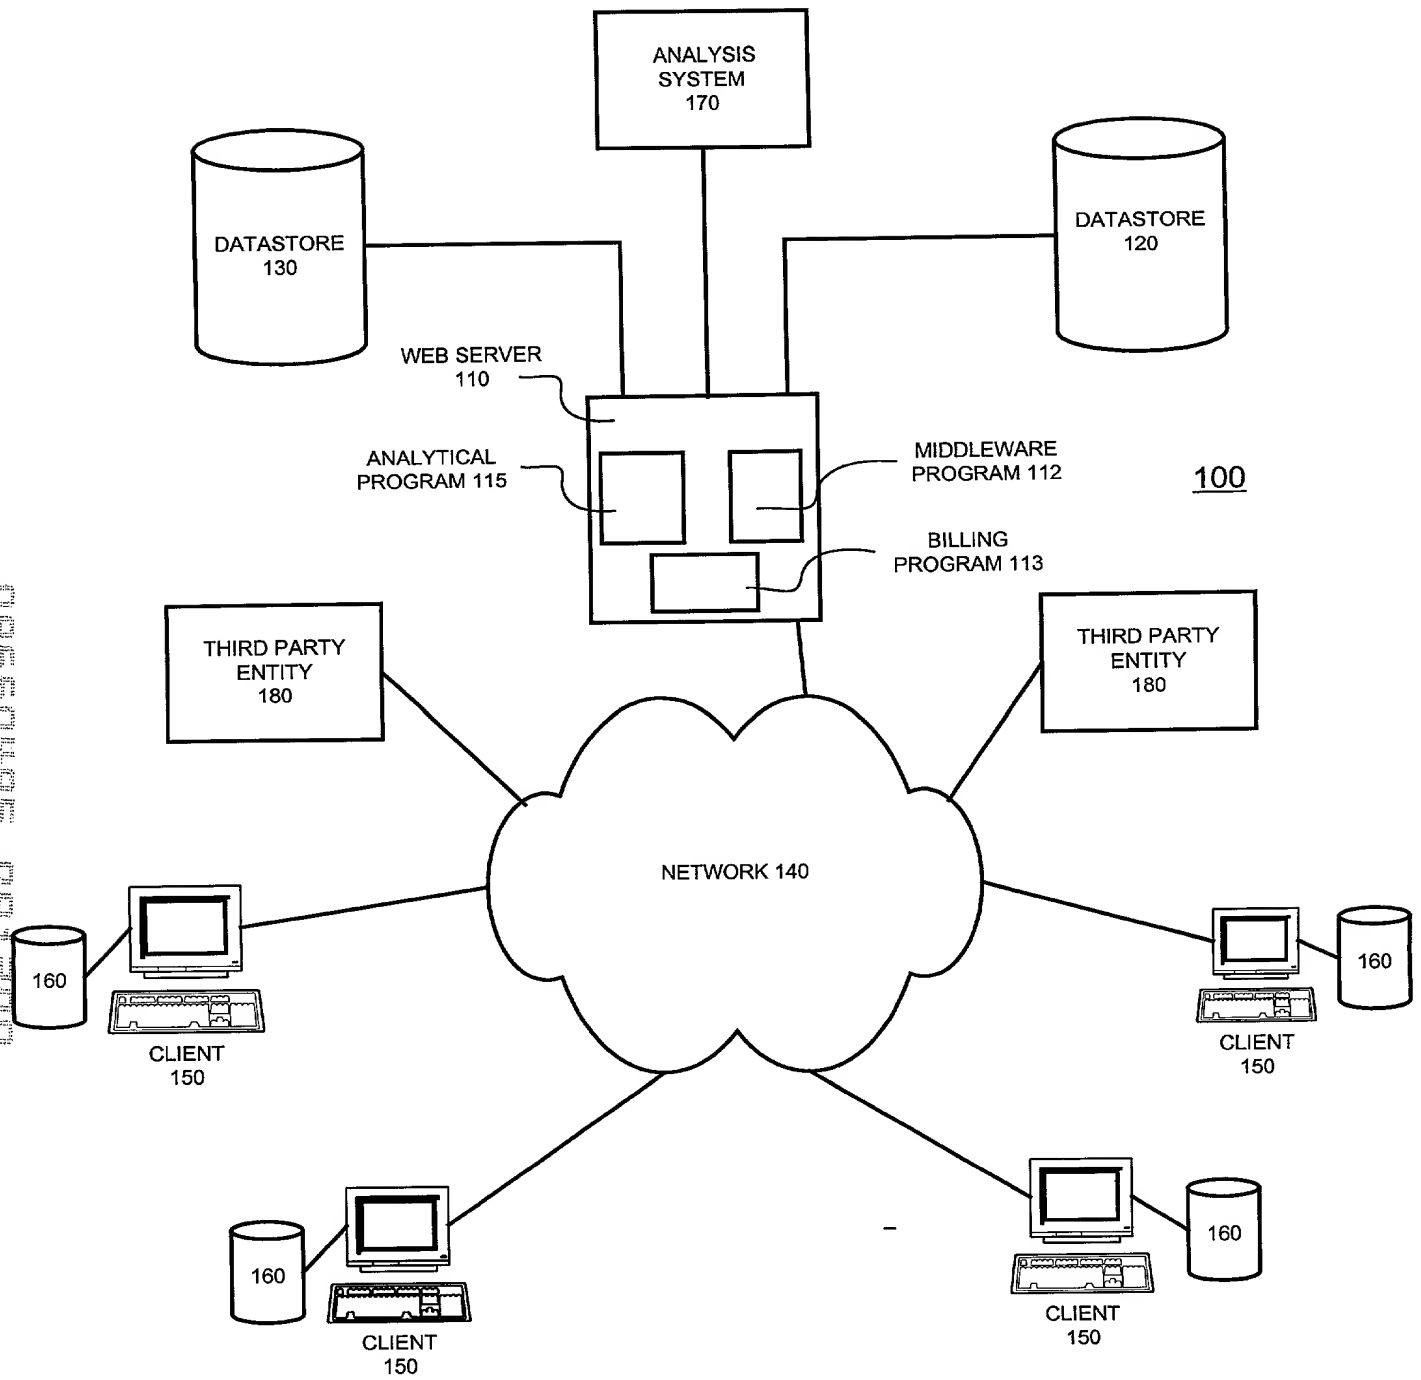 ANALYSIS
SYSTEM
170
DATASTORE
130
DATASTORE
120
WEB SERVER
110
ANALYTICAL
PROGRAM 115
MIDDLEWARE
PROGRAM 112
100
BILLING
PROGRAM 113
THIRD PARTY
ENTITY
180
THIRD PARTY
ENTITY
180
NETWORK 140
160
CLIENT
150
160
CLIENT
150
160
CLIENT
150
160
CLIENT
150